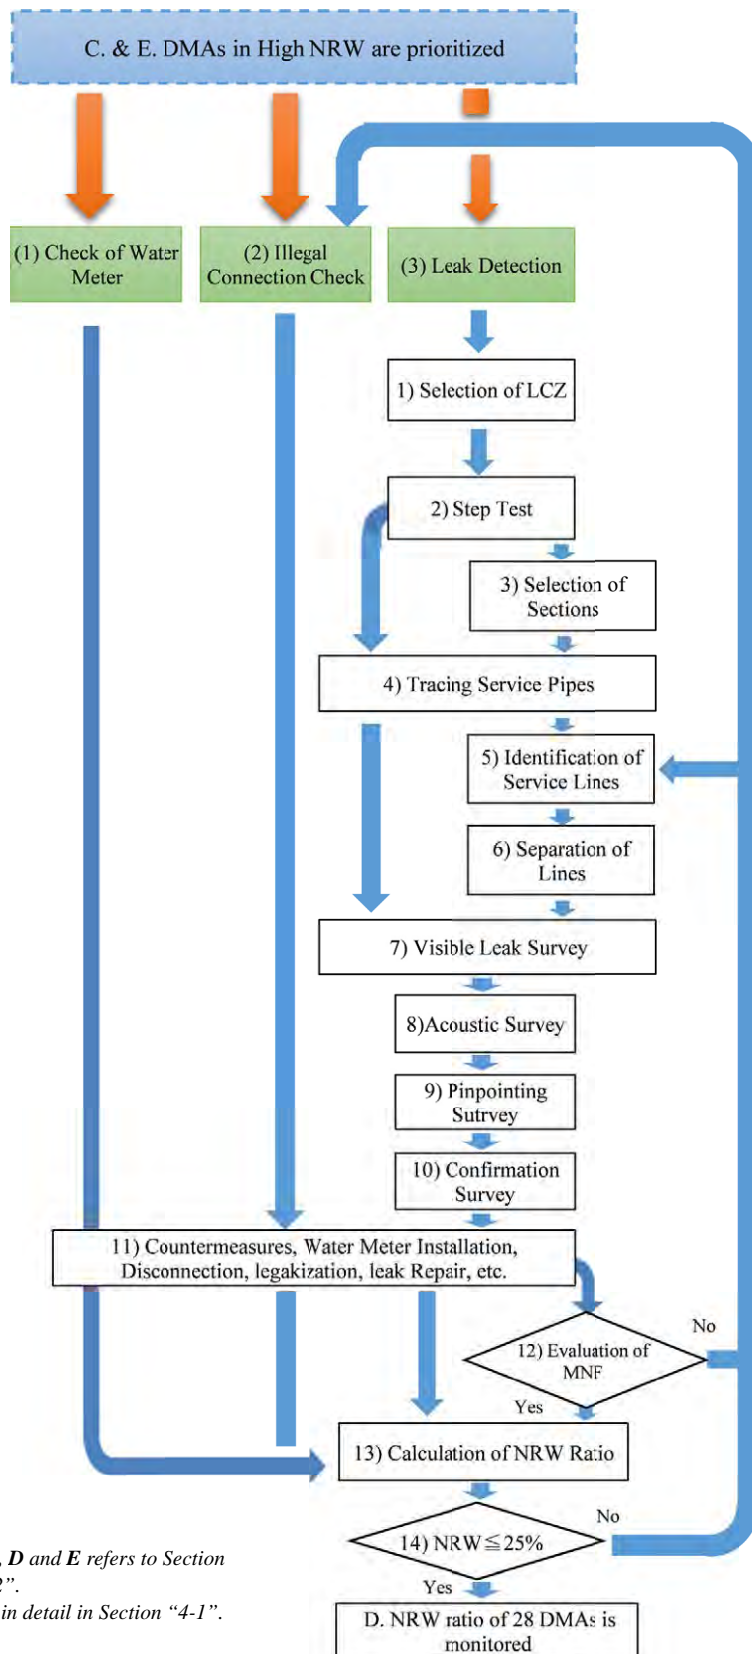 C. & E. DMAs in High NRW are prioritized
(1) Check of Water
Meter
(2) Illegal
Connection Check
(3) Leak Detection
1) Selection of LCZ
2) Step Test
3) Selection of
Sections
4) Tracing Service Pipes
5) Identification of
Service Lines
6) Separation of
Lines
7) Visible Leak Survey
8)Acoustic Survey
9) Pinpointing
Sutrvey
10) Confirmation
Survey
11) Countermeasures, Water Meter Installation,
Disconnection, legakization, leak Repair, etc.
No
12) Evaluation of
MNF
Yes
13) Calculation of NRW Ratio
No
14) NRW≦25%
Yes
D. NRW ratio of 28 DMAs is
monitored
, D and E refers to Section
2”.
in detail in Section “4-1”.